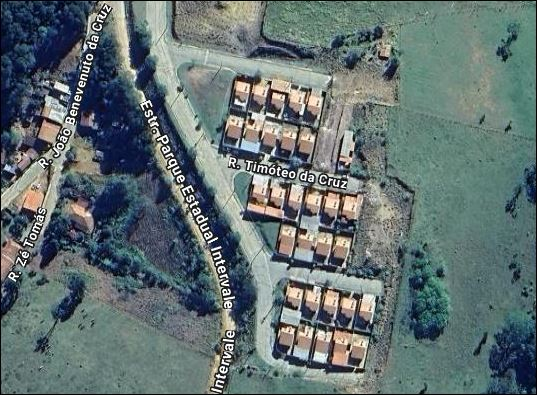 R. João Benevenuto da Cruz
Estr. Parque Estadual Intervale
R. Timóteo da Cruz
R. Zé Tomás
Intervale